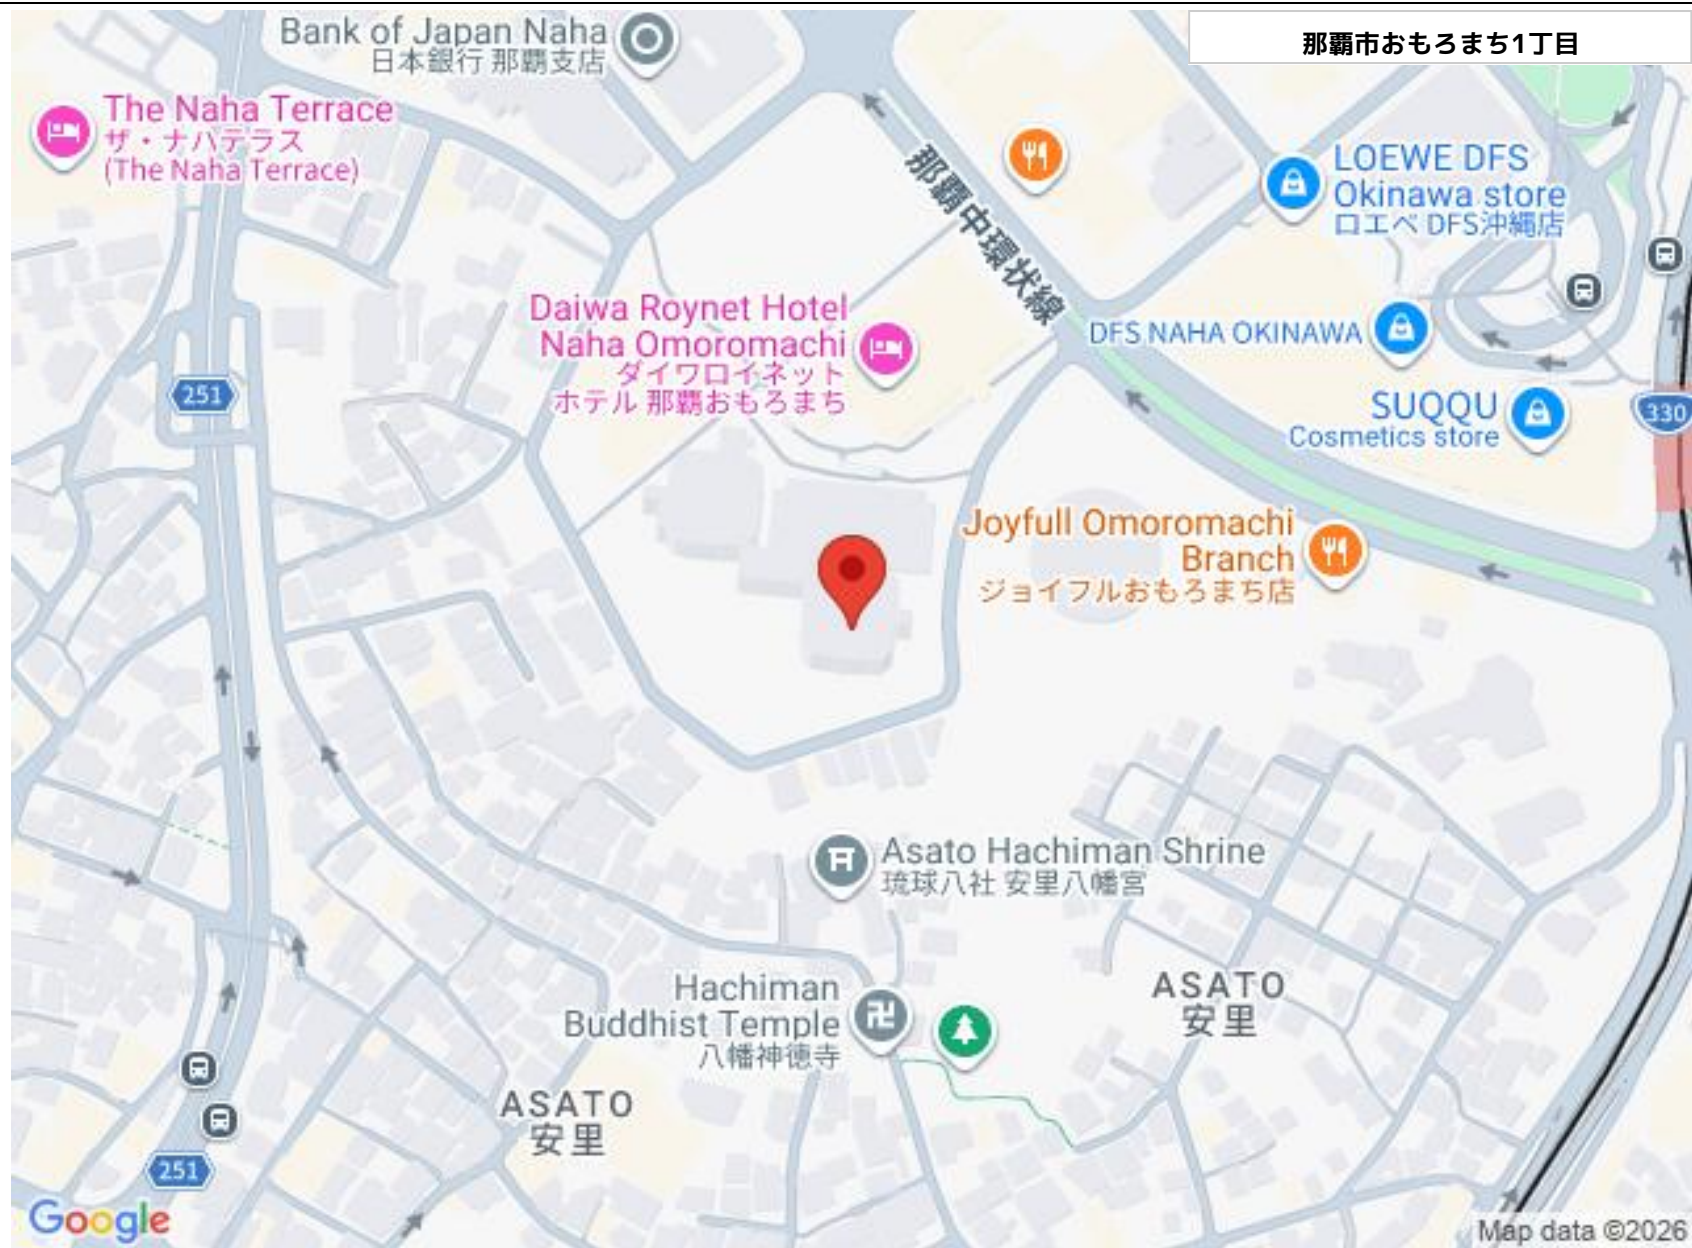 那覇市おもろまち1丁目
Bank of Japan Naha
日本銀行 那覇支店
The Naha Terrace
ザ・ナハテラス
(The Naha Terrace)
那覇中環状線
LOEWE DFS
Okinawa store
ロエベ DFS沖縄店
Daiwa Roynet Hotel
Naha Omoromachi
ダイワロイネット
ホテル 那覇おもろまち
DFS NAHA OKINAWA
251
SUQQU
Cosmetics store
330
Joyfull Omoromachi
Branch
ジョイフルおもろまち店
Asato Hachiman Shrine
琉球八社 安里八幡宮
Hachiman
Buddhist Temple
八幡神徳寺
ASATO
安里
ASATO
安里
251
Google
Map data ©2026